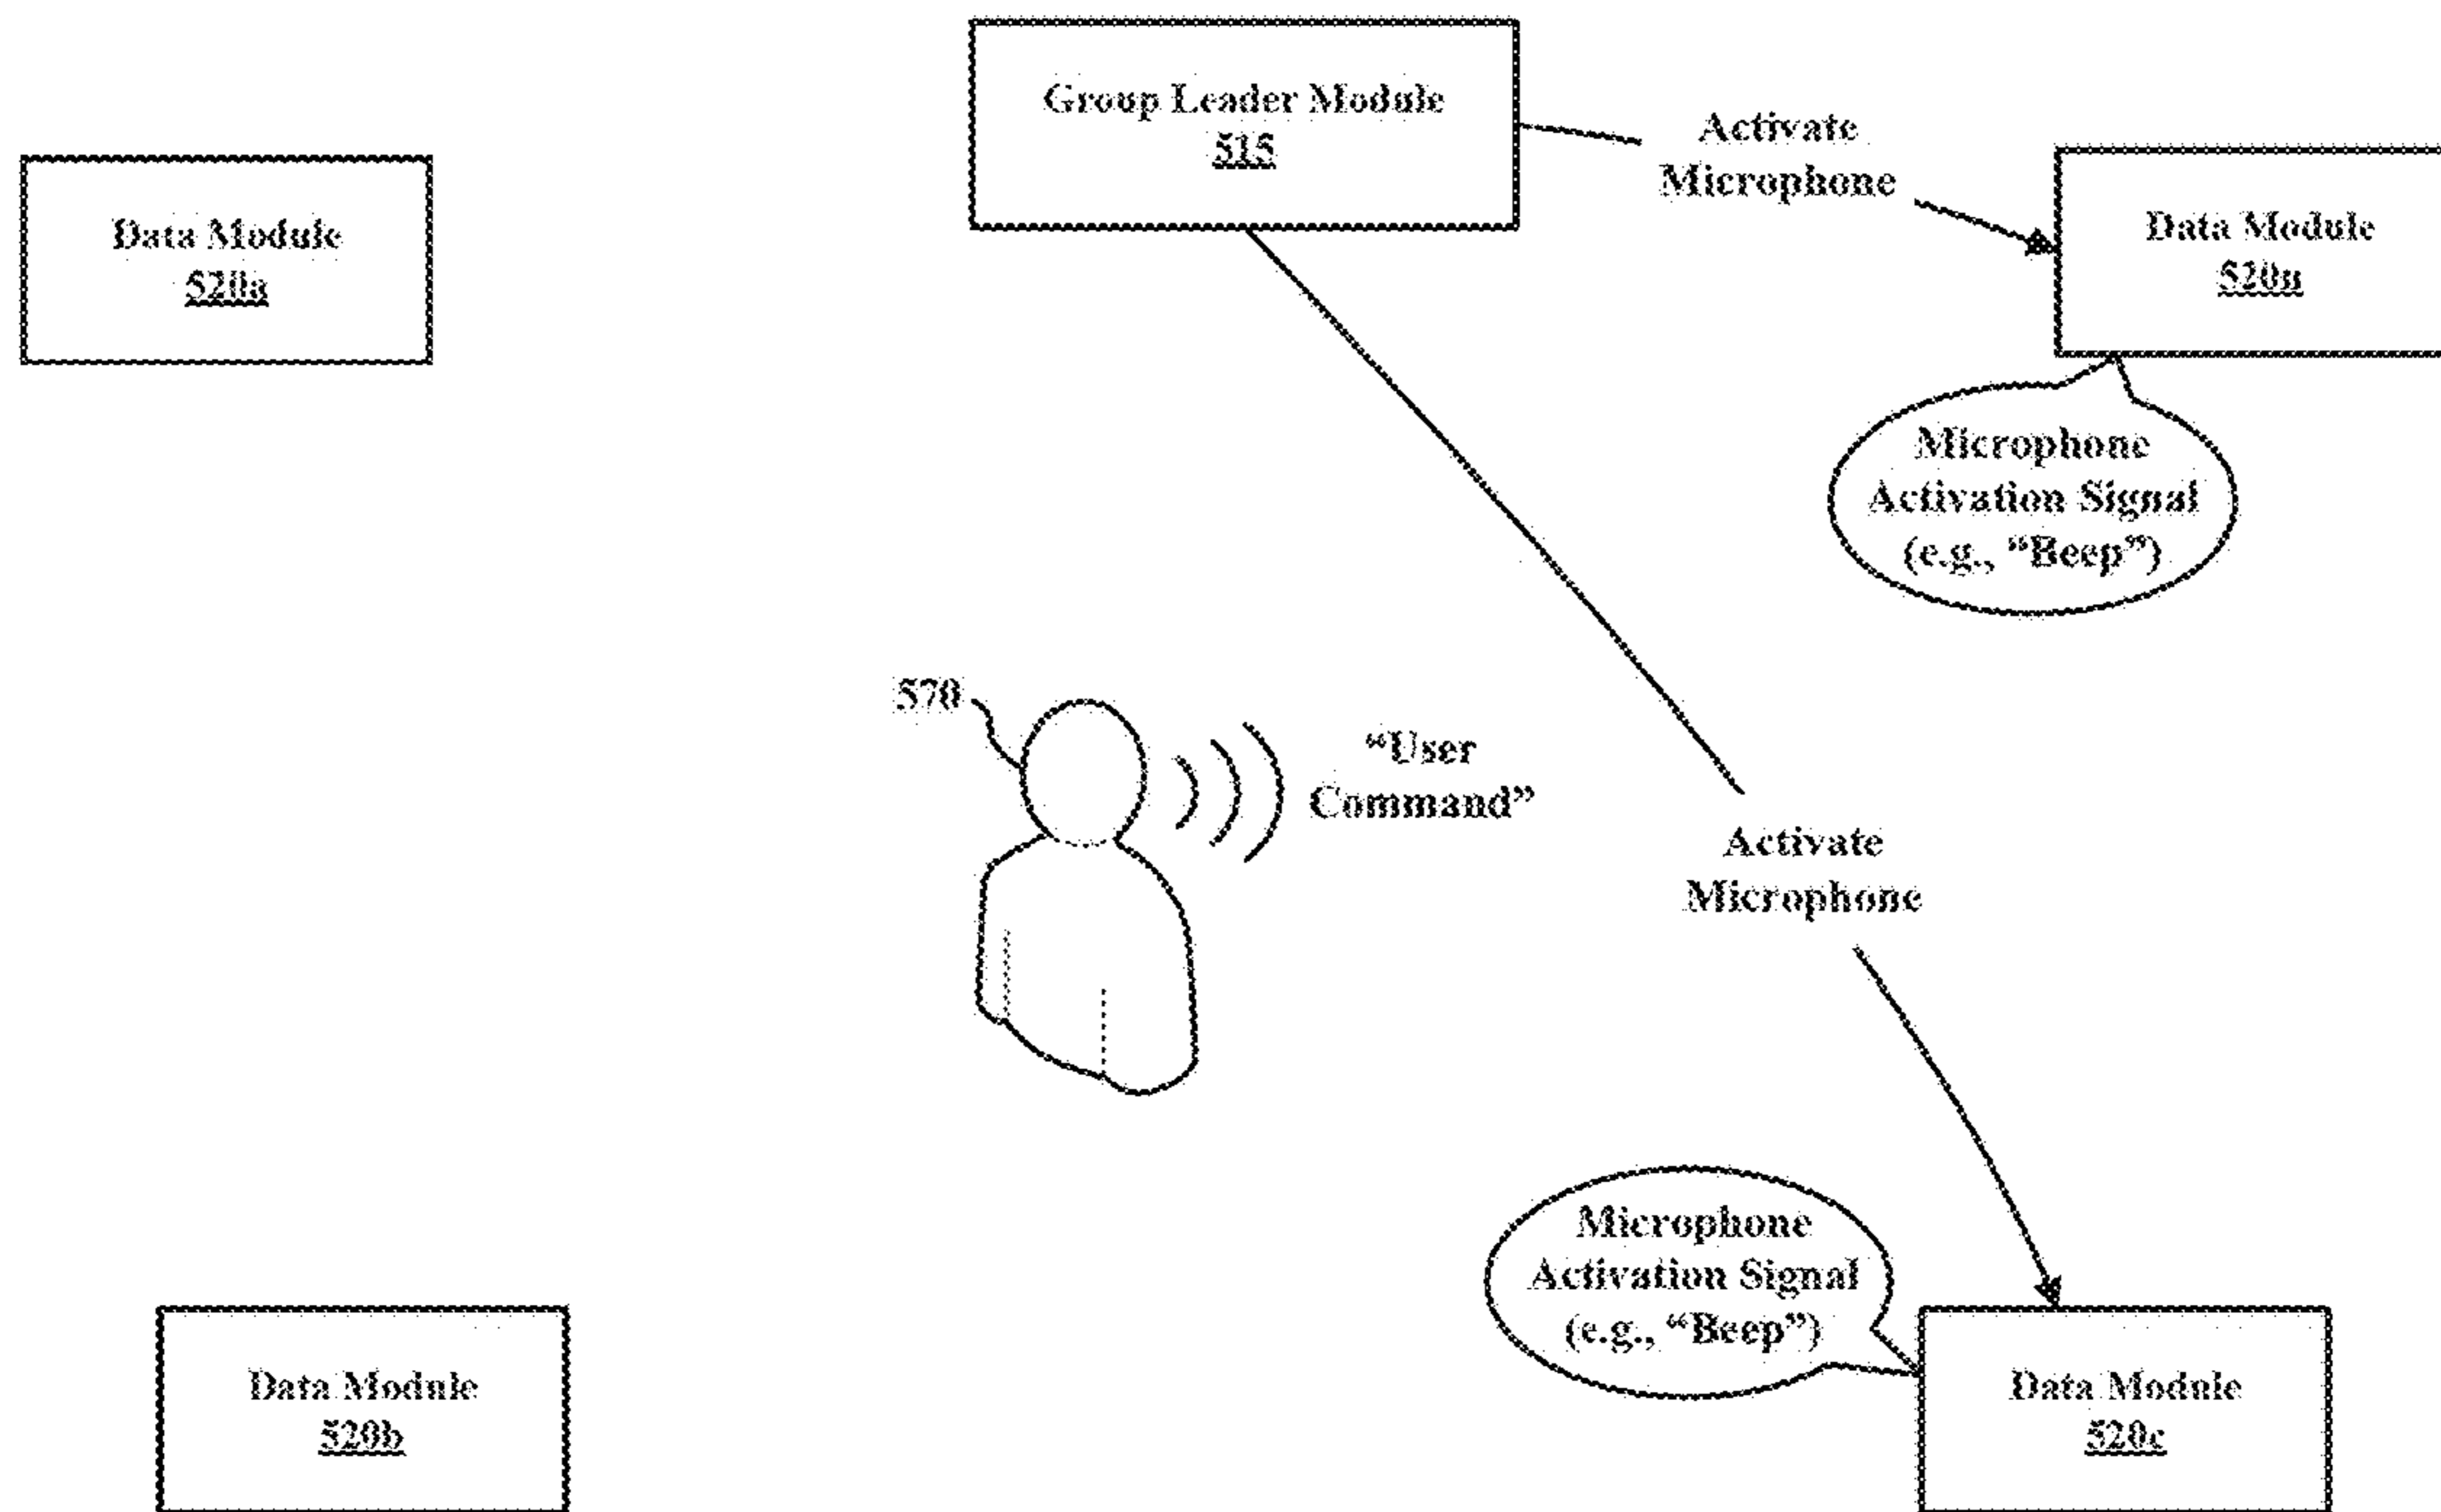 Group Leader Module
515
Activate
Microphone
Data Module
520a
Data Module
520n
Microphone
Activation Signal
(e.g., “Beep”)
570
“User
Command”
Activate
Microphone
Microphone
Activation Signal
(e.g., “Beep”)
Data Module
520b
Data Module
520c